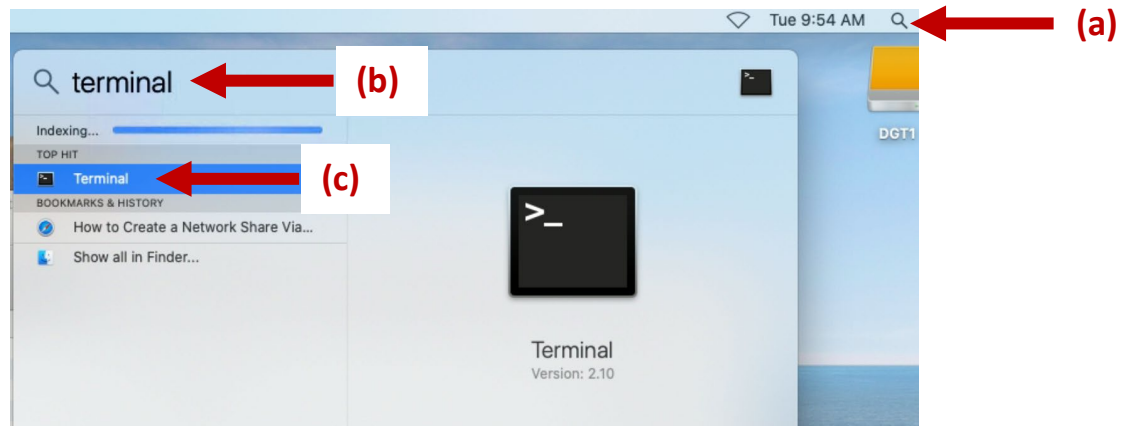 Tue 9:54 AM
(a)
terminal
(b)
Indexing...
DGT1
TOP HIT
Terminal
(c)
BOOKMARKS & HISTORY
How to Create a Network Share Via...
Show all in Finder...
>_
Terminal
Version: 2.10